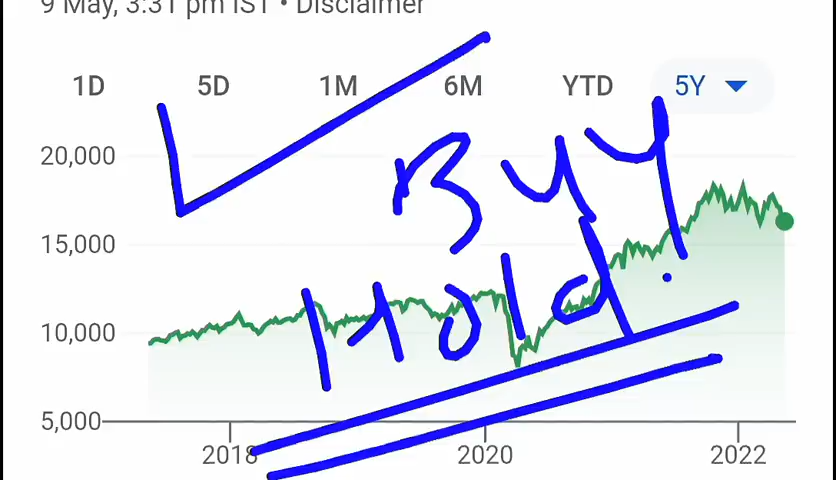 9 May, 3:31 pm IST • Disclaimer
1D 5D 1M 6M YTD 5Y
20,000
Buy
15,000
Hold!
10,000
5,000
2018 2020 2022